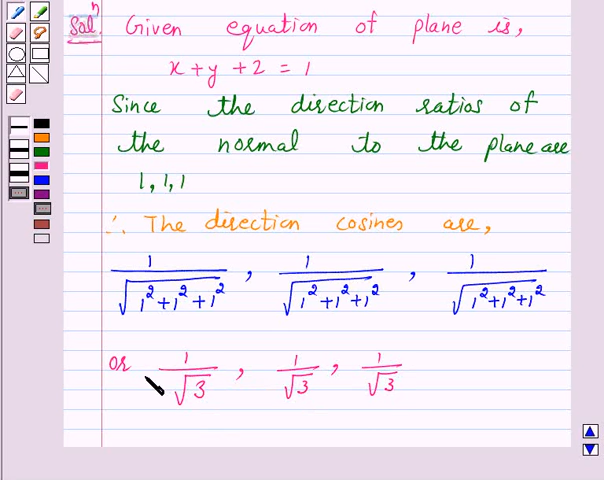 Solⁿ. Given equation of plane is,
x + y + z = 1
Since the direction ratios of
the normal to the plane are
1, 1, 1
∴ The direction cosines are,
1/√(1²+1²+1²) , 1/√(1²+1²+1²) , 1/√(1²+1²+1²)
or 1/√3 , 1/√3 , 1/√3